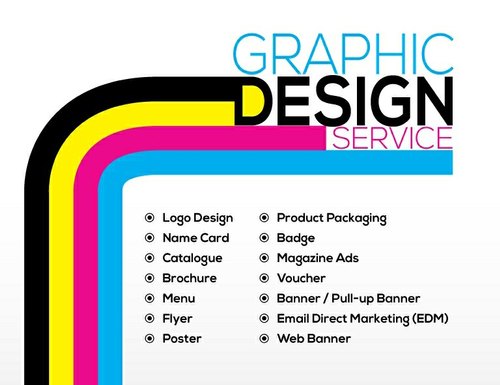 GRAPHIC
DESIGN
SERVICE
Logo Design
Name Card
Catalogue
Brochure
Menu
Flyer
Poster
Product Packaging
Badge
Magazine Ads
Voucher
Banner / Pull-up Banner
Email Direct Marketing (EDM)
Web Banner